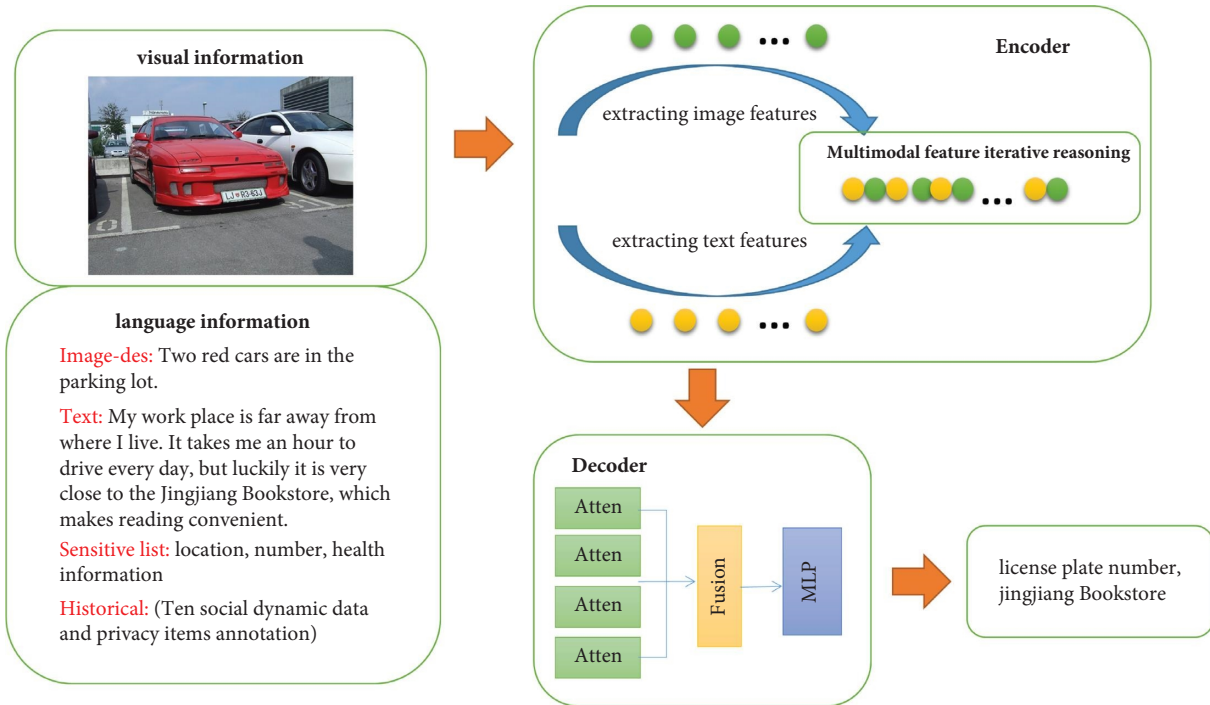 visual information
LJ R3-63J
language information
Image-des: Two red cars are in the
parking lot.
Text: My work place is far away from
where I live. It takes me an hour to
drive every day, but luckily it is very
close to the Jingjiang Bookstore, which
makes reading convenient.
Sensitive list: location, number, health
information
Historical: (Ten social dynamic data
and privacy items annotation)
Encoder
extracting image features
Multimodal feature iterative reasoning
...
extracting text features
...
Decoder
Atten
Atten
Atten
Atten
Fusion
MLP
license plate number,
jingjiang Bookstore